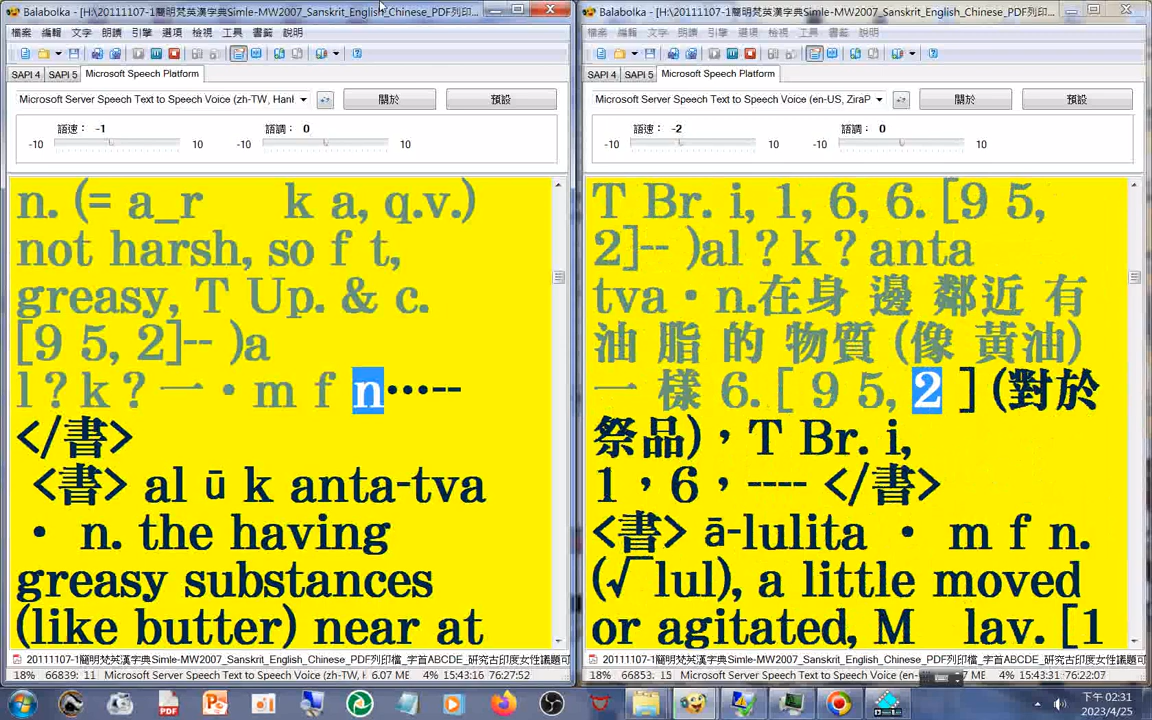 Balabolka - [H:\20111107-1簡明梵英漢字典Simle-MW2007_Sanskrit_English_Chinese_PDF列印...
檔案 編輯 文字 朗讀 引擎 選項 檢視 工具 書籤 說明
SAPI 4 SAPI 5 Microsoft Speech Platform
Microsoft Server Speech Text to Speech Voice (zh-TW, Hanl
關於 預設
語速： -1 語調： 0
-10 10 -10 10
n. (= a_r k a, q.v.)
not harsh, so f t,
greasy, T Up. & c.
[9 5, 2]-- )a
l ? k ? 一 • m f n•••--
</書>
<書> al ū k anta-tva
• n. the having
greasy substances
(like butter) near at
20111107-1簡明梵英漢字典Simle-MW2007_Sanskrit_English_Chinese_PDF列印檔_字首ABCDE_研究古印度女性議題可
18% 66839: 11 Microsoft Server Speech Text to Speech Voice (zh-TW, H 6.07 ME 4% 15:43:16 76:27:52
Balabolka - [H:\20111107-1簡明梵英漢字典Simle-MW2007_Sanskrit_English_Chinese_PDF列印...
檔案 編輯 文字 朗讀 引擎 選項 檢視 工具 書籤 說明
SAPI 4 SAPI 5 Microsoft Speech Platform
Microsoft Server Speech Text to Speech Voice (en-US, ZiraP
關於 預設
語速： -2 語調： 0
-10 10 -10 10
T Br. i, 1, 6, 6. [9 5,
2]-- )al ? k ? anta
tva • n.在身 邊 鄰近 有
油 脂 的 物質 (像 黃油)
一 樣 6. [ 9 5, 2 ] (對於
祭品)，T Br. i,
1，6，---- </書>
<書> ā-lulita • m f n.
(√ lul), a little moved
or agitated, M lav. [1
20111107-1簡明梵英漢字典Simle-MW2007_Sanskrit_English_Chinese_PDF列印檔_字首ABCDE_研究古印度女性議題可
18% 66853: 15 Microsoft Server Speech Text to Speech Voice (en-US, 6.07 ME 4% 15:43:31 76:22:07
下午 02:31
2023/4/25